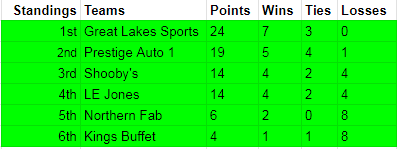 Standings Teams Points Wins Ties Losses
1st Great Lakes Sports 24 7 3 0
2nd Prestige Auto 1 19 5 4 1
3rd Shooby's 14 4 2 4
4th LE Jones 14 4 2 4
5th Northern Fab 6 2 0 8
6th Kings Buffet 4 1 1 8